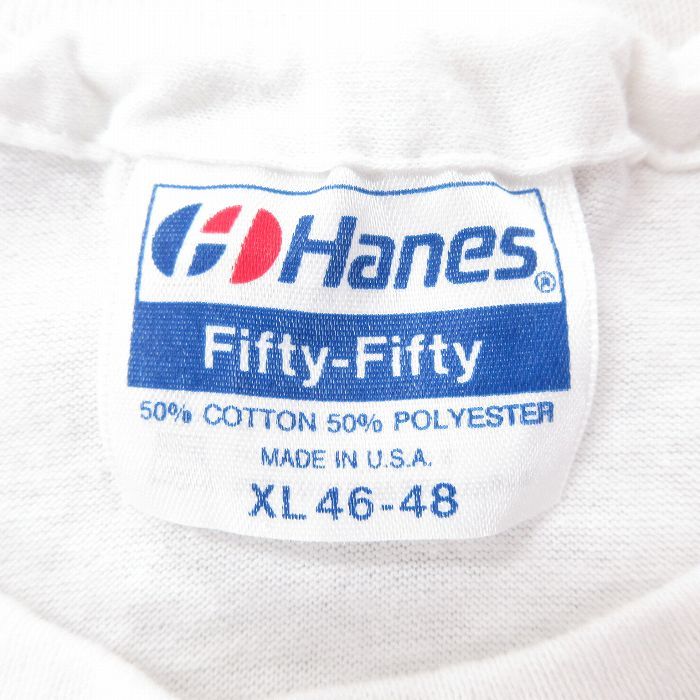 Hanes®
Fifty-Fifty
50% COTTON 50% POLYESTER
MADE IN U.S.A.
XL 46-48